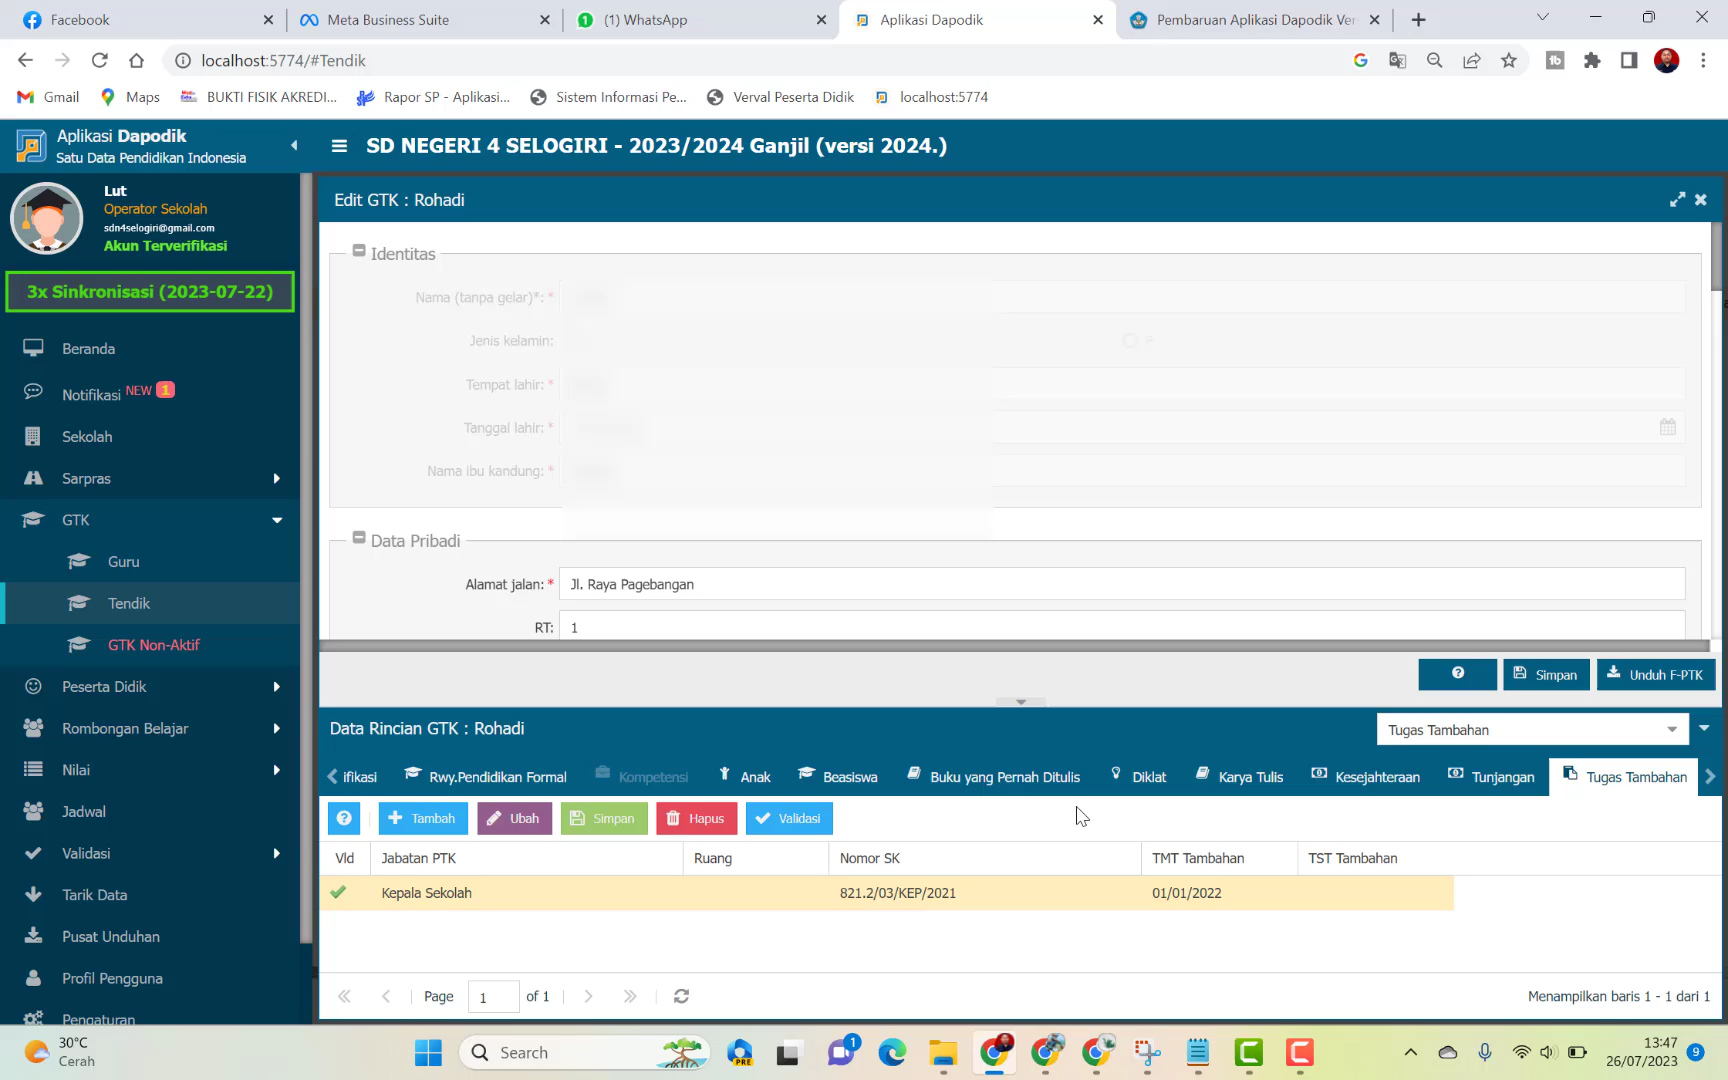 Facebook
Meta Business Suite
(1) WhatsApp
Aplikasi Dapodik
Pembaruan Aplikasi Dapodik Ver
localhost:5774/#Tendik
Gmail
Maps
BUKTI FISIK AKREDI...
Rapor SP - Aplikasi...
Sistem Informasi Pe...
Verval Peserta Didik
localhost:5774
Aplikasi Dapodik
Satu Data Pendidikan Indonesia
SD NEGERI 4 SELOGIRI - 2023/2024 Ganjil (versi 2024.)
Lut
Operator Sekolah
sdn4selogiri@gmail.com
Akun Terverifikasi
3x Sinkronisasi (2023-07-22)
Beranda
Notifikasi NEW 1
Sekolah
Sarpras
GTK
Guru
Tendik
GTK Non-Aktif
Peserta Didik
Rombongan Belajar
Nilai
Jadwal
Validasi
Tarik Data
Pusat Unduhan
Profil Pengguna
Pengaturan
Edit GTK : Rohadi
Identitas
Nama (tanpa gelar)*: *
Jenis kelamin:
Tempat lahir: *
Tanggal lahir: *
Nama ibu kandung: *
Data Pribadi
Alamat jalan: * Jl. Raya Pagebangan
RT: 1
Simpan
Unduh F-PTK
Data Rincian GTK : Rohadi
Tugas Tambahan
ifikasi
Rwy.Pendidikan Formal
Kompetensi
Anak
Beasiswa
Buku yang Pernah Ditulis
Diklat
Karya Tulis
Kesejahteraan
Tunjangan
Tugas Tambahan
Tambah
Ubah
Simpan
Hapus
Validasi
Vld Jabatan PTK Ruang Nomor SK TMT Tambahan TST Tambahan
Kepala Sekolah 821.2/03/KEP/2021 01/01/2022
Page 1 of 1
Menampilkan baris 1 - 1 dari 1
30°C
Cerah
Search
PRE
1
13:47
26/07/2023
9